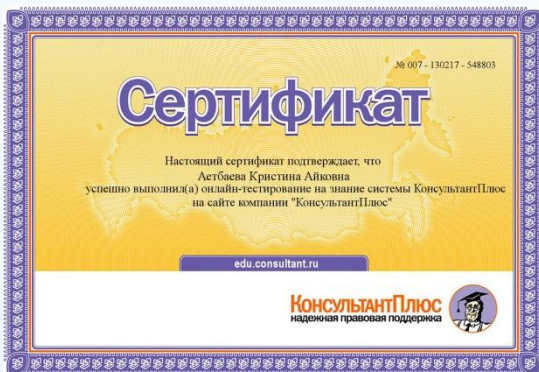 № 007 - 130217 - 548803
Сертификат
Настоящий сертификат подтверждает, что
Аетбаева Кристина Айковна
успешно выполнил(а) онлайн-тестирование на знание системы КонсультантПлюс
на сайте компании "КонсультантПлюс"
edu.consultant.ru
КонсультантПлюс
надежная правовая поддержка